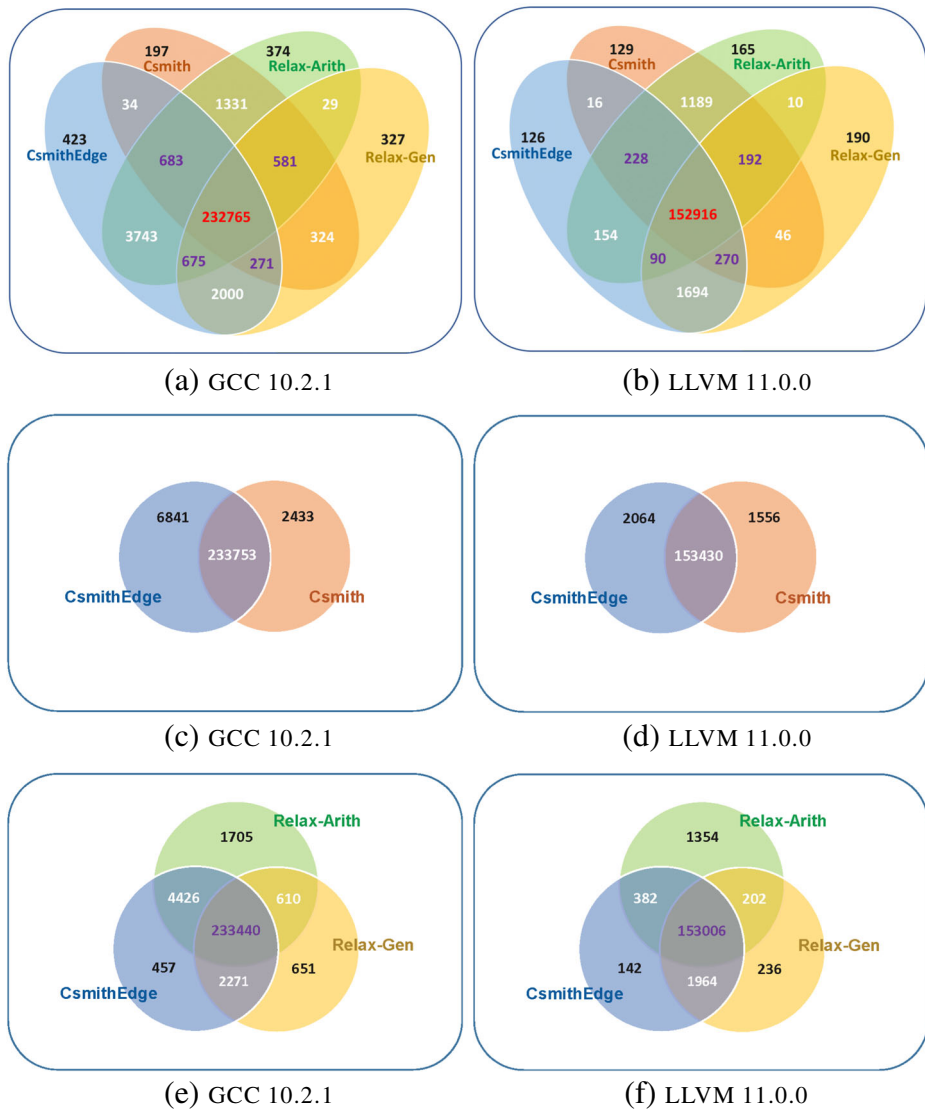 197
374
129
165
Csmith
Relax-Arith
Csmith
Relax-Arith
34
1331
29
16
1189
10
423
327
126
190
CsmithEdge
683
581
Relax-Gen
CsmithEdge
228
192
Relax-Gen
232765
152916
3743
324
154
46
675
271
90
270
2000
1694
(a) GCC 10.2.1
(b) LLVM 11.0.0
6841
2433
2064
1556
233753
153430
CsmithEdge
Csmith
CsmithEdge
Csmith
(c) GCC 10.2.1
(d) LLVM 11.0.0
Relax-Arith
Relax-Arith
1705
1354
4426
610
382
202
233440
153006
Relax-Gen
Relax-Gen
457
651
142
236
2271
1964
CsmithEdge
CsmithEdge
(e) GCC 10.2.1
(f) LLVM 11.0.0